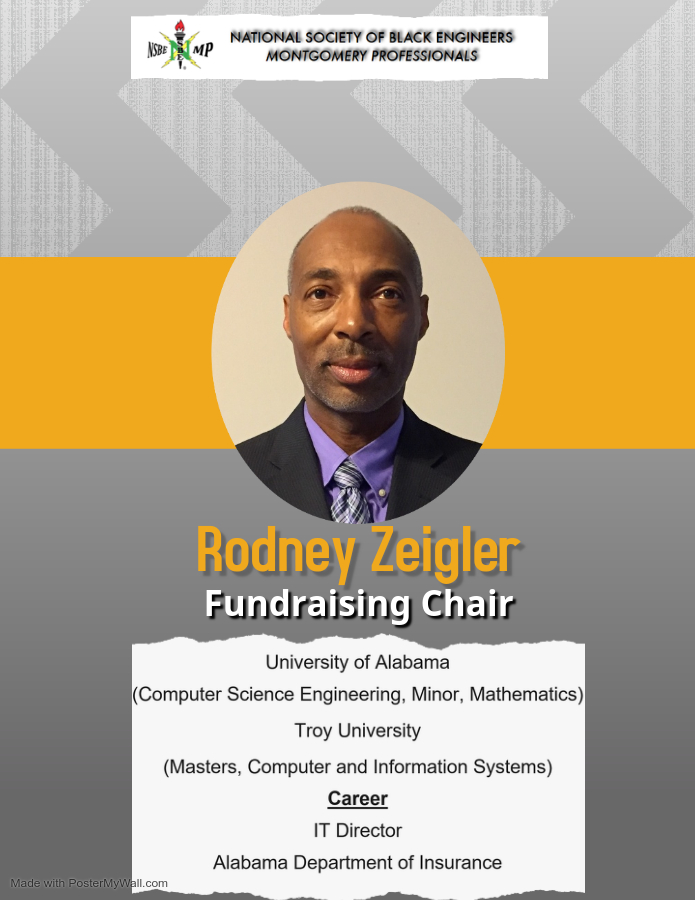 NSBE NSBE MP
NATIONAL SOCIETY OF BLACK ENGINEERS
MONTGOMERY PROFESSIONALS
Rodney Zeigler
Fundraising Chair
University of Alabama
(Computer Science Engineering, Minor, Mathematics)
Troy University
(Masters, Computer and Information Systems)
Career
IT Director
Alabama Department of Insurance
Made with PosterMyWall.com